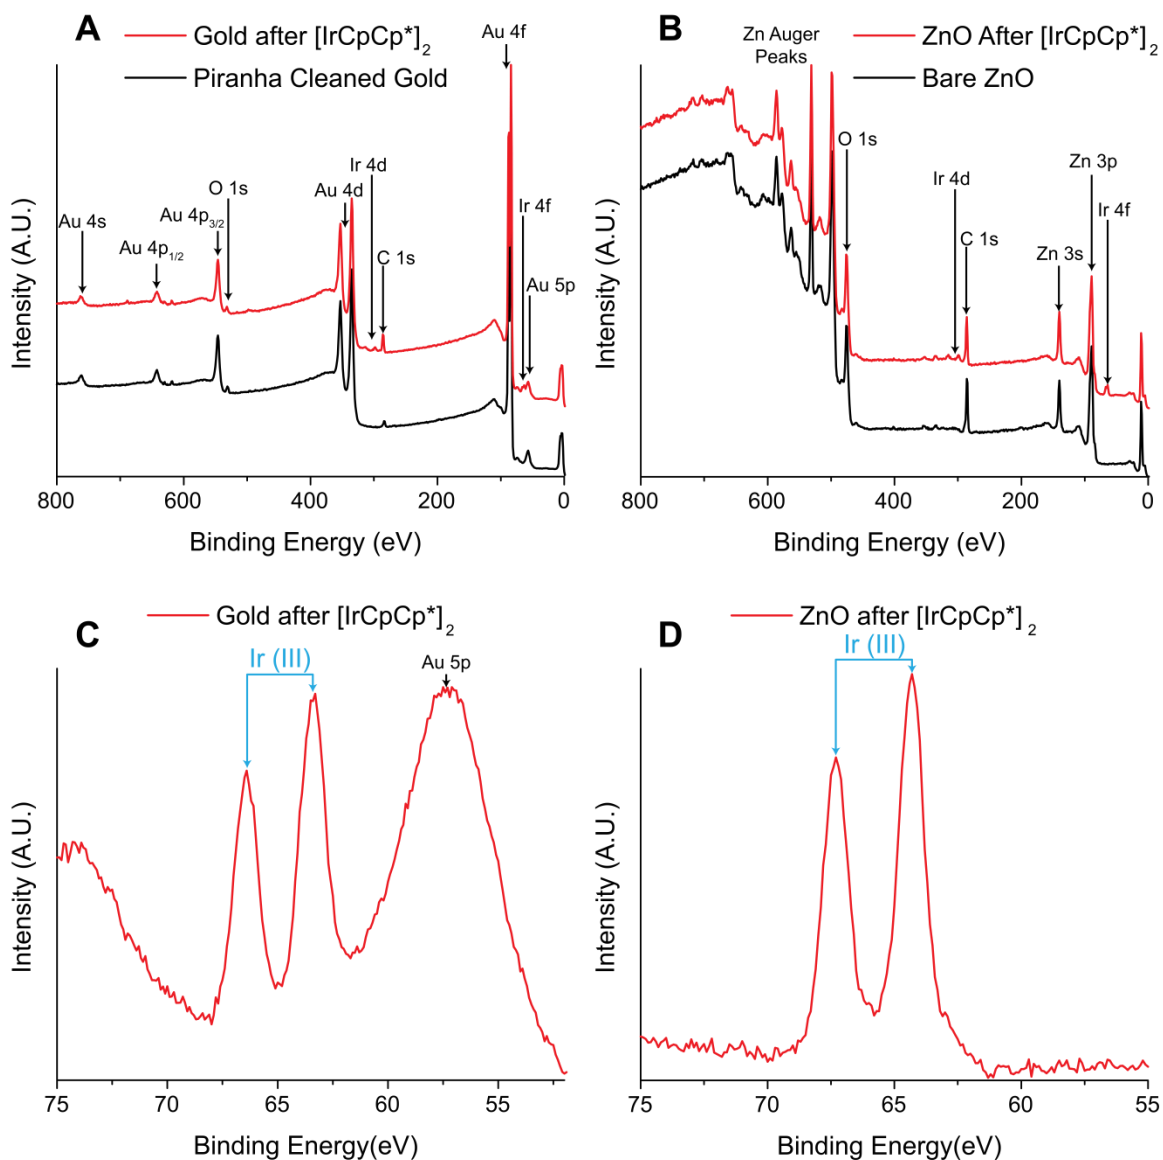 A
Gold after [IrCpCp*]2
Piranha Cleaned Gold
Au 4f
Ir 4d
Au 4d
O 1s
Au 4p3/2
Au 4s
Au 4p1/2
C 1s
Ir 4f
Au 5p
Intensity (A.U.)
800
600
400
200
0
Binding Energy (eV)
B
Zn Auger
Peaks
ZnO After [IrCpCp*]2
Bare ZnO
O 1s
Ir 4d
C 1s
Zn 3s
Zn 3p
Ir 4f
Intensity (A.U.)
800
600
400
200
0
Binding Energy (eV)
C
Gold after [IrCpCp*]2
Ir (III)
Au 5p
Intensity (A.U.)
75
70
65
60
55
Binding Energy(eV)
D
ZnO after [IrCpCp*]2
Ir (III)
Intensity (A.U.)
75
70
65
60
55
Binding Energy(eV)